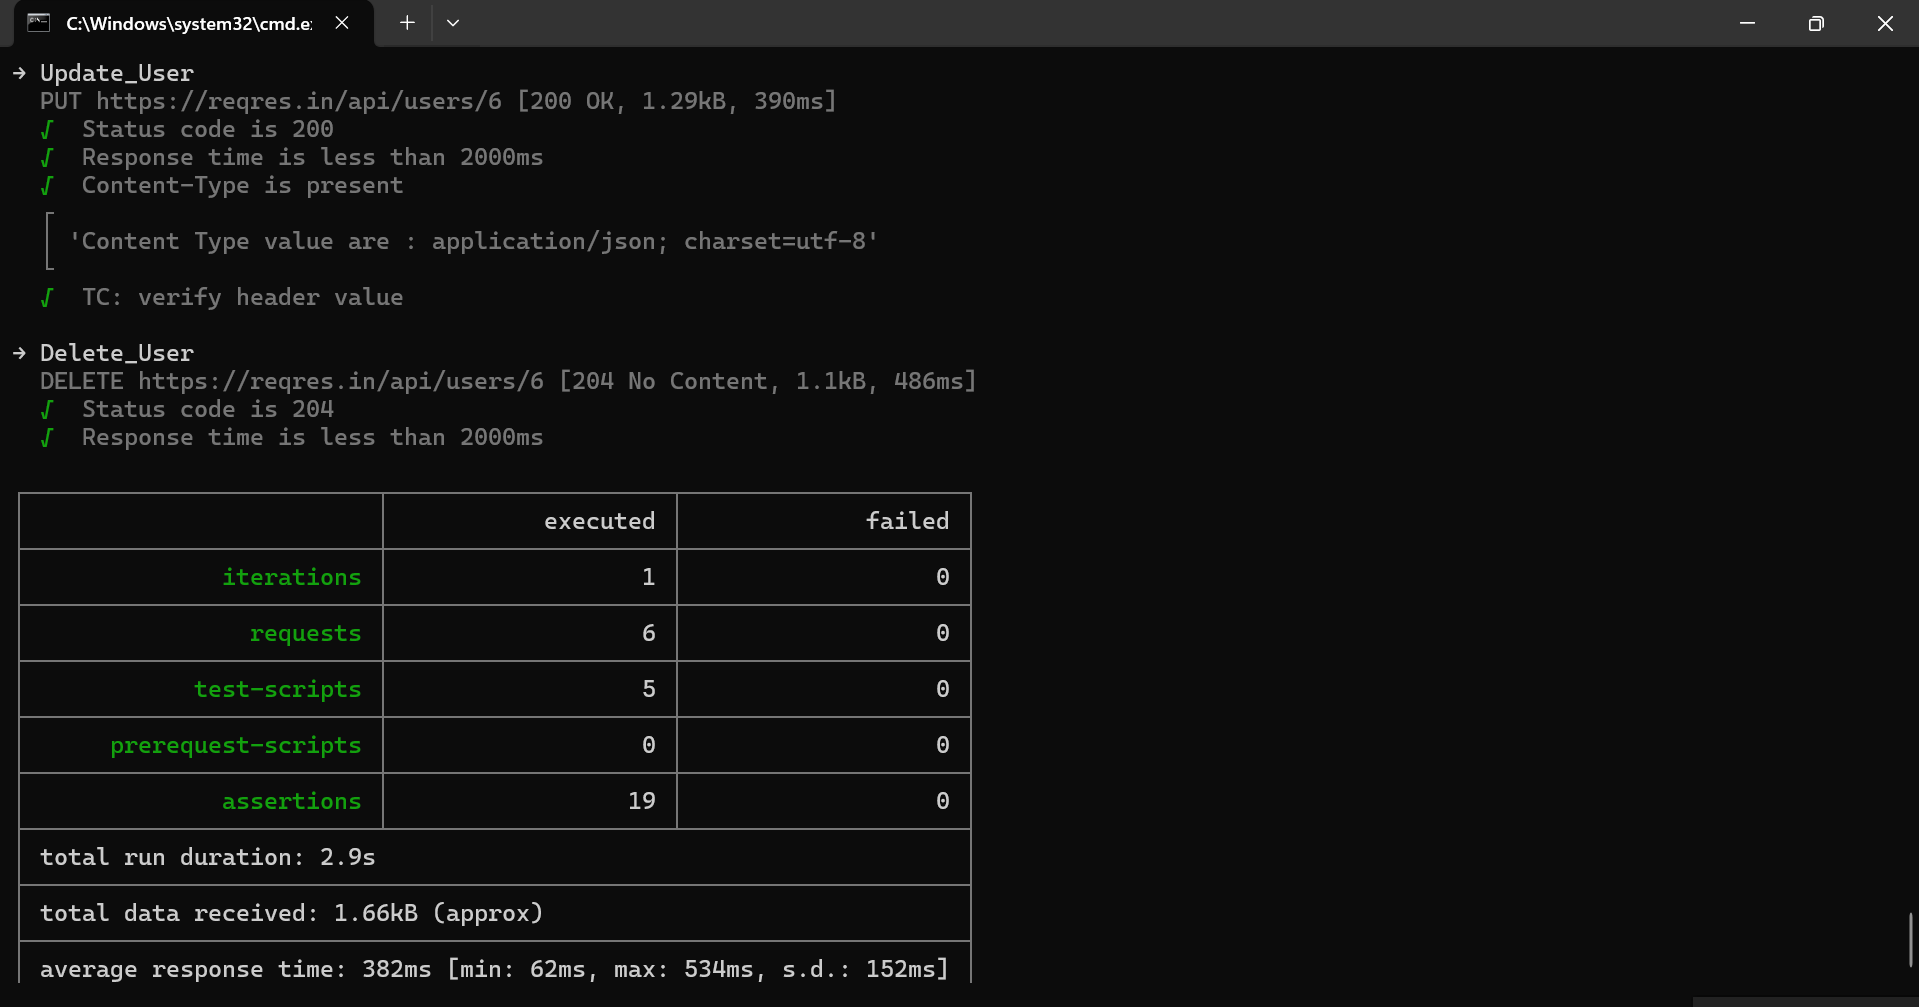 C:\Windows\system32\cmd.e
→ Update_User
PUT https://reqres.in/api/users/6 [200 OK, 1.29kB, 390ms]
√ Status code is 200
√ Response time is less than 2000ms
√ Content-Type is present
'Content Type value are : application/json; charset=utf-8'
√ TC: verify header value
→ Delete_User
DELETE https://reqres.in/api/users/6 [204 No Content, 1.1kB, 486ms]
√ Status code is 204
√ Response time is less than 2000ms
executed failed
iterations 1 0
requests 6 0
test-scripts 5 0
prerequest-scripts 0 0
assertions 19 0
total run duration: 2.9s
total data received: 1.66kB (approx)
average response time: 382ms [min: 62ms, max: 534ms, s.d.: 152ms]